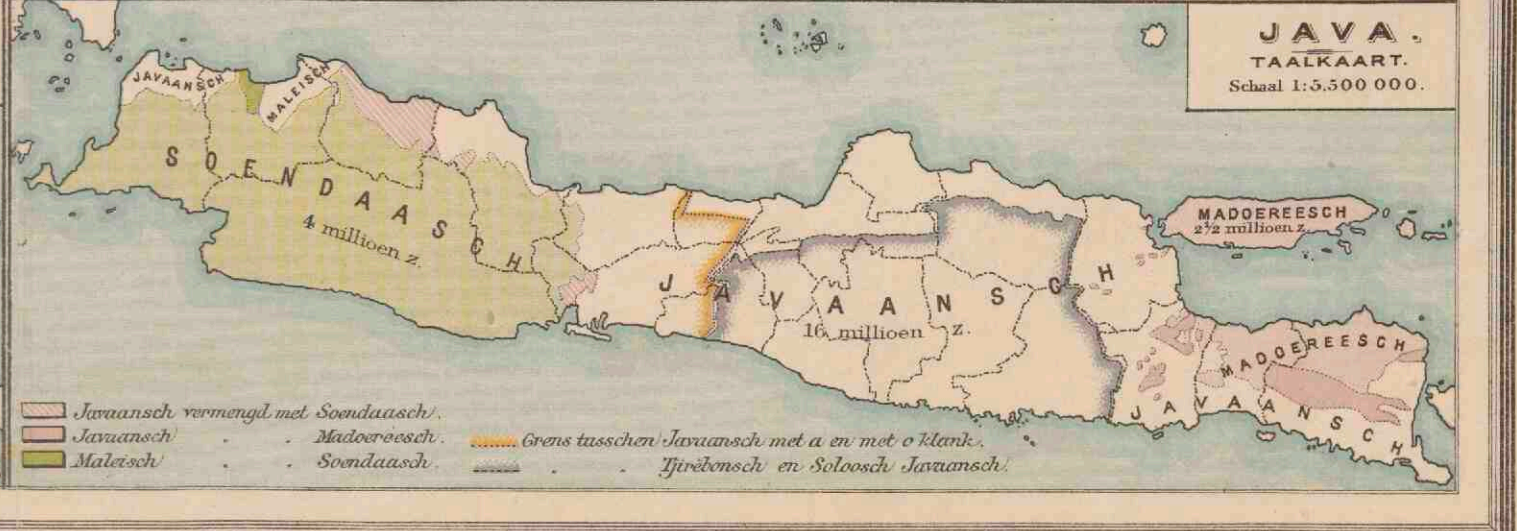 JAVA.
TAALKAART.
Schaal 1:5.500 000.
JAVAANSCH
MALEISCH
SOENDAASCH
4 millioen z.
JAVAANSCH
16 millioen z.
MADOEREESCH
2½ millioen z.
MADOEREESCH
JAVAANSCH
Javaansch vermengd met Soendaasch.
Javaansch . . Madoereesch.
Maleisch . . Soendaasch.
Grens tusschen Javaansch met a en met o klank.
. . Tjirèbonsch en Soloosch Javaansch.